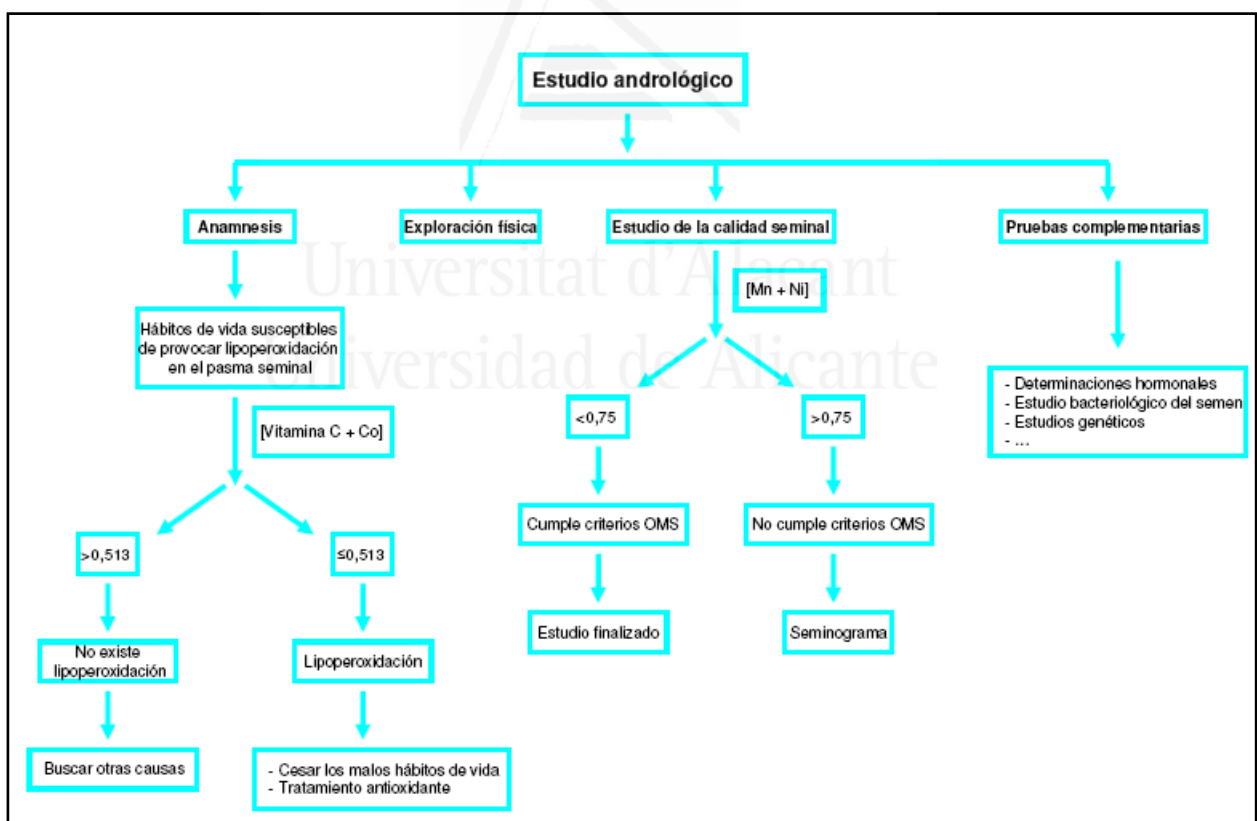 Estudio andrológico
Anamnesis
Exploración física
Estudio de la calidad seminal
Pruebas complementarias
Universitat d'Alacant
Universidad de Alicante
[Mn + Ni]
Hábitos de vida susceptibles
de provocar lipoperoxidación
en el pasma seminal
- Determinaciones hormonales
- Estudio bacteriológico del semen
- Estudios genéticos
- ...
[Vitamina C + Co]
<0,75
>0,75
Cumple criterios OMS
No cumple criterios OMS
>0,513
≤0,513
Estudio finalizado
Seminograma
No existe
lipoperoxidación
Lipoperoxidación
Buscar otras causas
- Cesar los malos hábitos de vida
- Tratamiento antioxidante